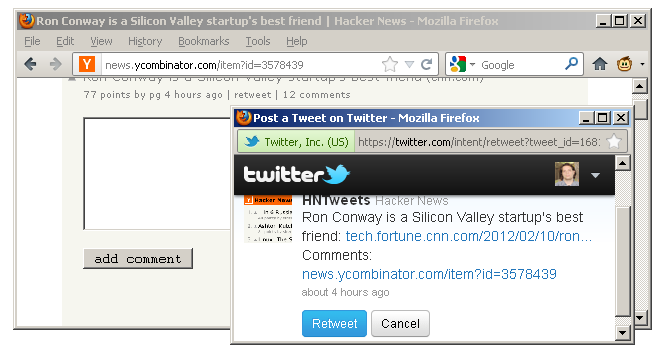 Ron Conway is a Silicon Valley startup's best friend | Hacker News - Mozilla Firefox
File Edit View History Bookmarks Tools Help
Y news.ycombinator.com/item?id=3578439 Google
Ron Conway is a Silicon Valley startup's best friend (cnn.com)
77 points by pg 4 hours ago | retweet | 12 comments
add comment
Post a Tweet on Twitter - Mozilla Firefox
Twitter, Inc. (US) https://twitter.com/intent/retweet?tweet_id=168
twitter
Hacker News
HNTweets Hacker News
Ron Conway is a Silicon Valley startup's best
friend: tech.fortune.cnn.com/2012/02/10/ron...
Comments:
news.ycombinator.com/item?id=3578439
about 4 hours ago
Retweet Cancel